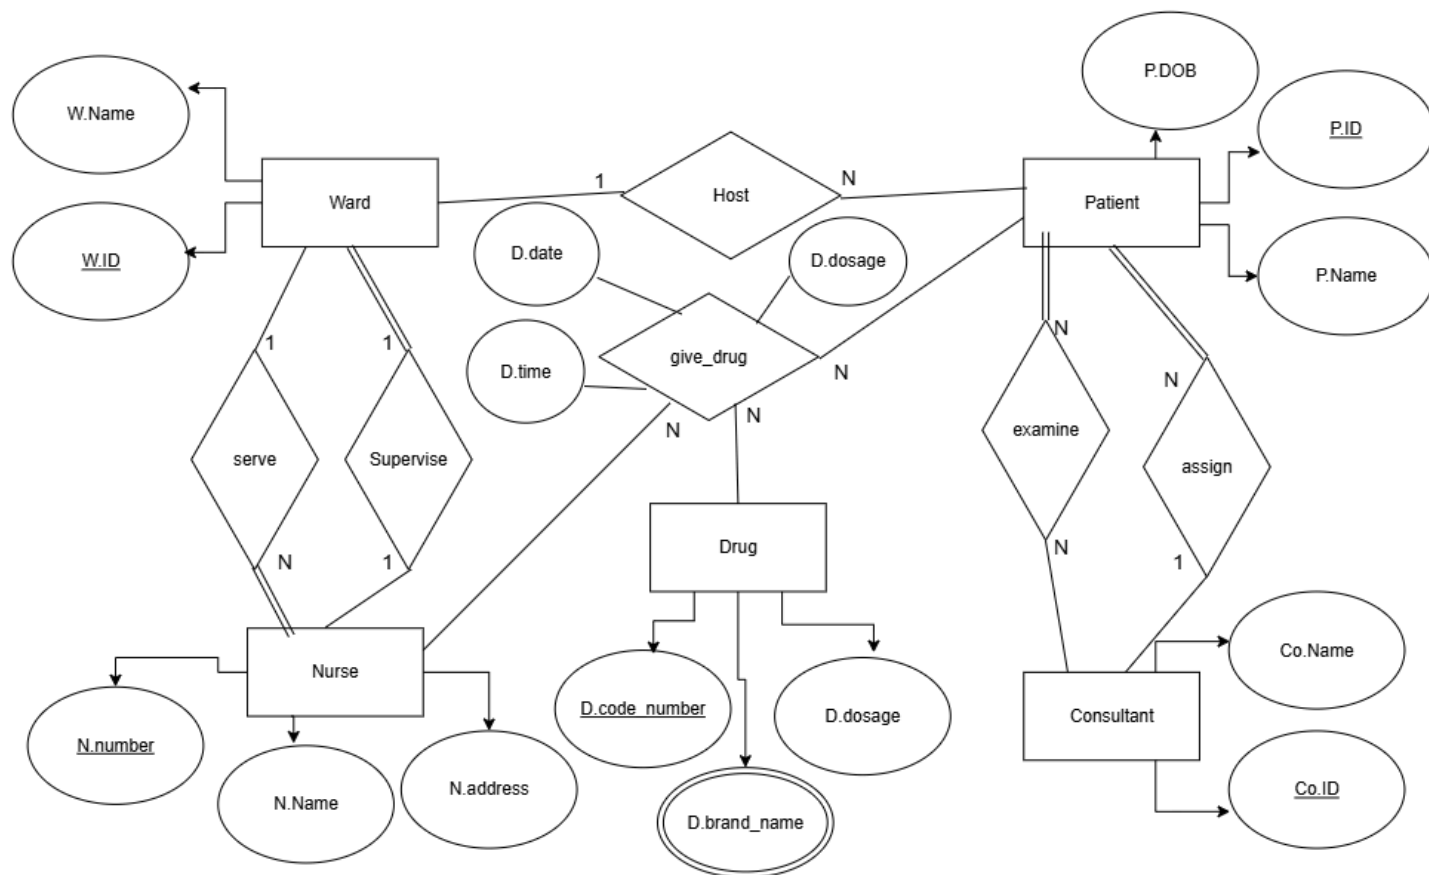 P.DOB
W.Name
P.ID
1
Host
N
Ward
Patient
W.ID
D.date
D.dosage
P.Name
1
1
D.time
give_drug
N
N
N
N
N
serve
Supervise
examine
assign
N
1
Drug
N
1
Nurse
Co.Name
N.number
D.code_number
D.dosage
Consultant
N.Name
N.address
D.brand_name
Co.ID